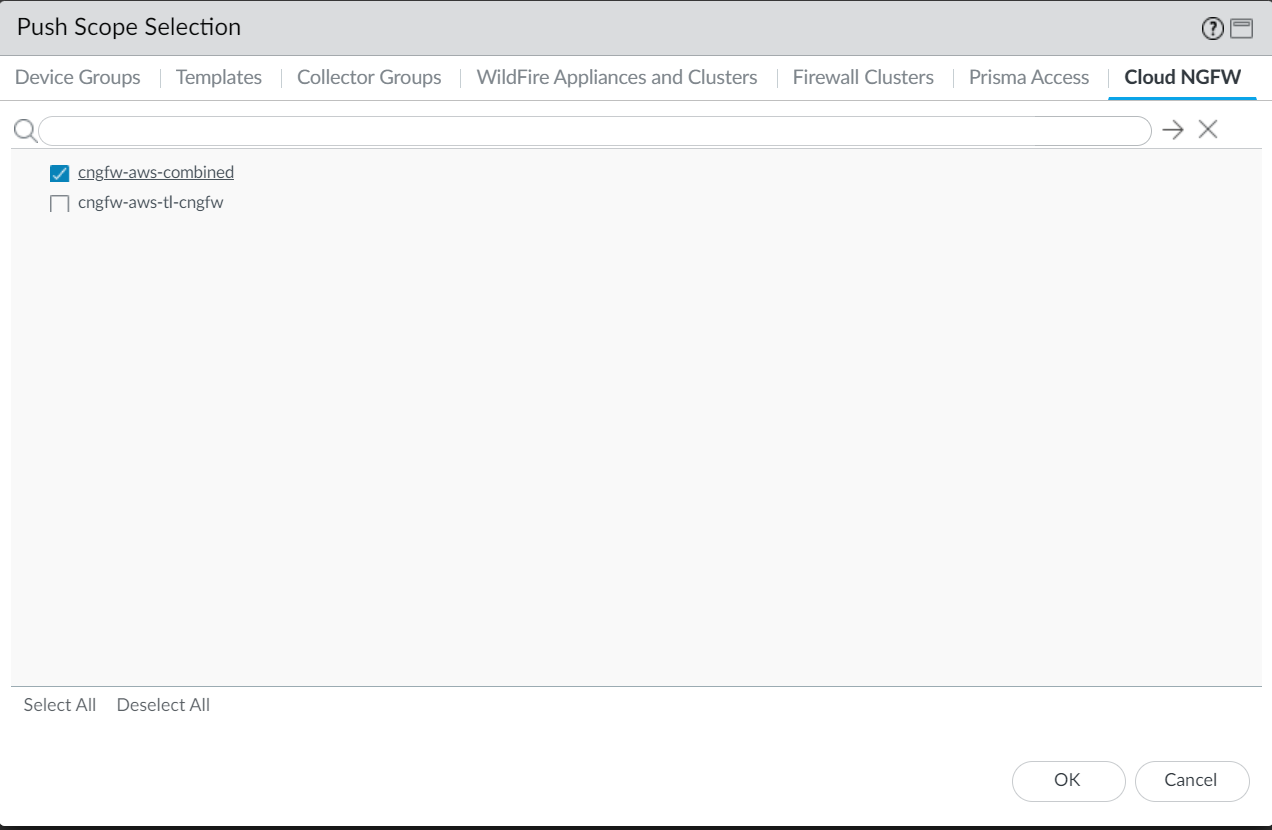 Push Scope Selection
Device Groups Templates Collector Groups WildFire Appliances and Clusters Firewall Clusters Prisma Access Cloud NGFW
cngfw-aws-combined
cngfw-aws-tl-cngfw
Select All Deselect All
OK Cancel